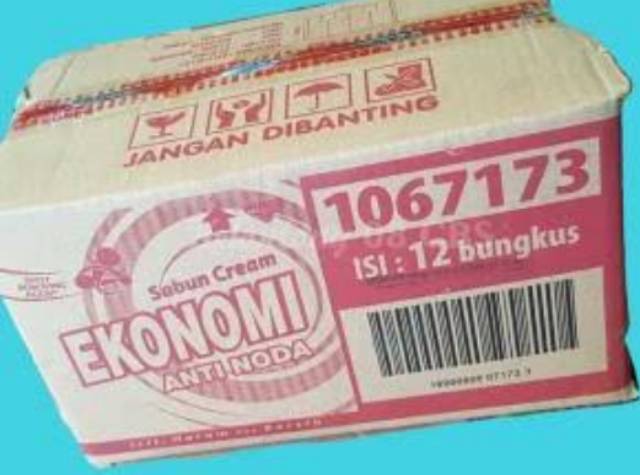 JANGAN DIBANTING
1067173
ISI : 12 bungkus
Sabun Cream
EKONOMI
ANTI NODA